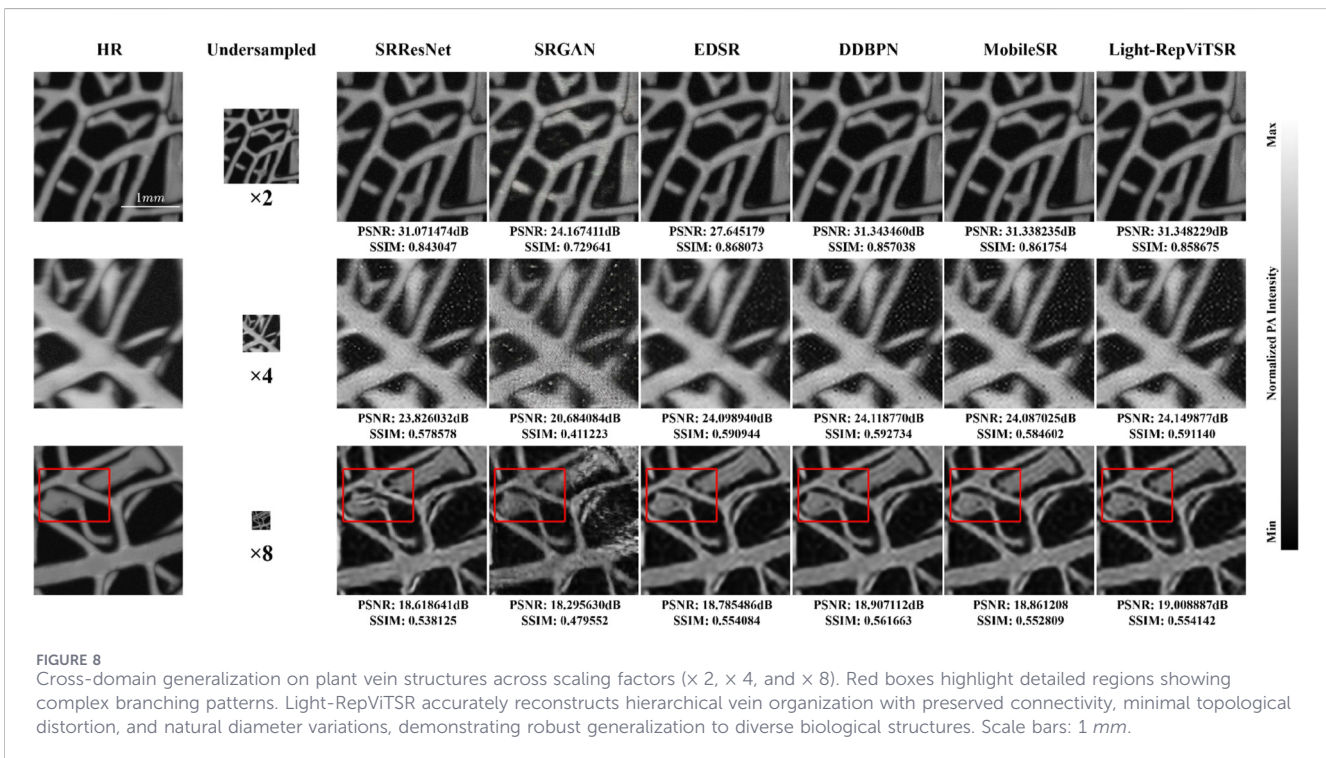 HR Undersampled SRResNet SRGAN EDSR DDBPN MobileSR Light-RepViTSR
1mm
×2
PSNR: 31.071474dB PSNR: 24.167411dB PSNR: 27.645179 PSNR: 31.343460dB PSNR: 31.338235dB PSNR: 31.348229dB
SSIM: 0.843047 SSIM: 0.729641 SSIM: 0.868073 SSIM: 0.857038 SSIM: 0.861754 SSIM: 0.858675
×4
PSNR: 23.826032dB PSNR: 20.684084dB PSNR: 24.098940dB PSNR: 24.118770dB PSNR: 24.087025dB PSNR: 24.149877dB
SSIM: 0.578578 SSIM: 0.411223 SSIM: 0.590944 SSIM: 0.592734 SSIM: 0.584602 SSIM: 0.591140
×8
PSNR: 18.618641dB PSNR: 18.295630dB PSNR: 18.785486dB PSNR: 18.907112dB PSNR: 18.861208 PSNR: 19.008887dB
SSIM: 0.538125 SSIM: 0.479552 SSIM: 0.554084 SSIM: 0.561663 SSIM: 0.552809 SSIM: 0.554142
Max
Normalized PA Intensity
Min
FIGURE 8
Cross-domain generalization on plant vein structures across scaling factors (× 2, × 4, and × 8). Red boxes highlight detailed regions showing
complex branching patterns. Light-RepViTSR accurately reconstructs hierarchical vein organization with preserved connectivity, minimal topological
distortion, and natural diameter variations, demonstrating robust generalization to diverse biological structures. Scale bars: 1 mm.